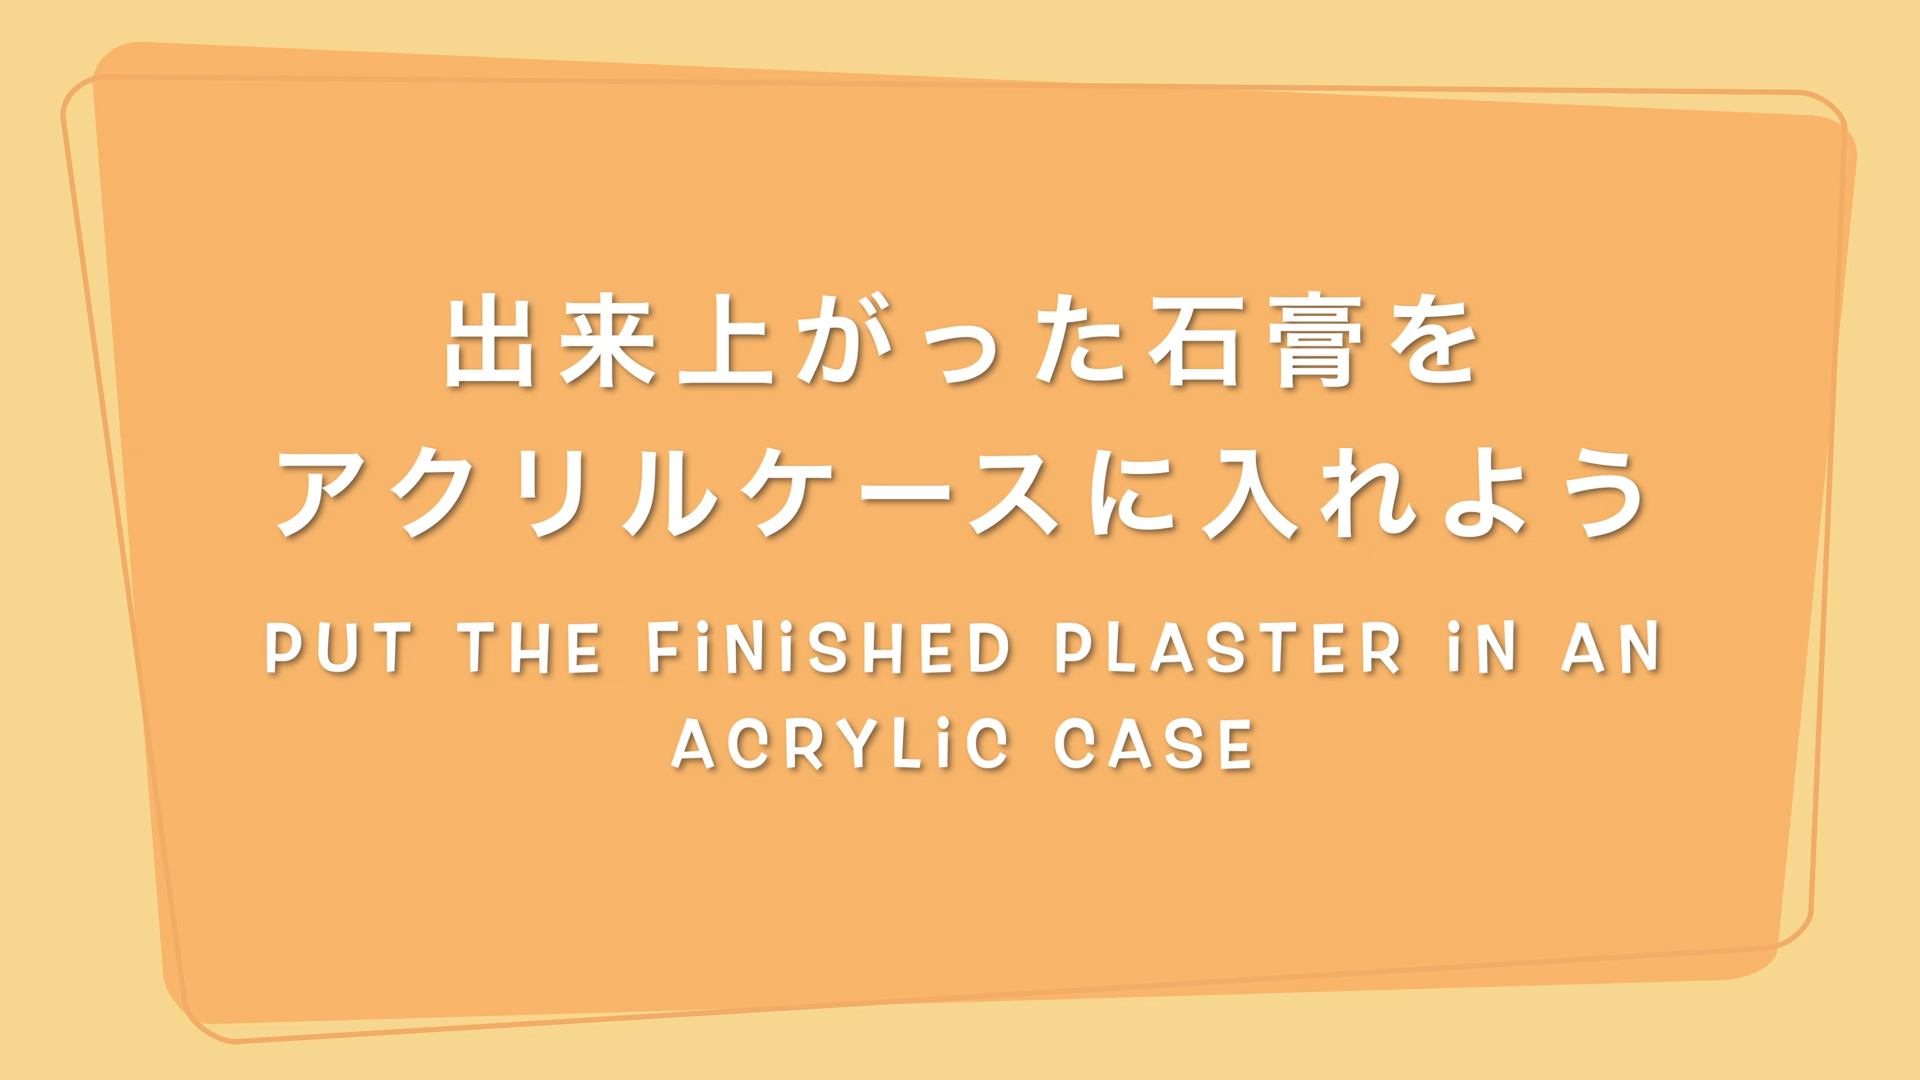 出来上がった石膏を
アクリルケースに入れよう
PUT THE FiNiSHED PLASTER iN AN
ACRYLiC CASE